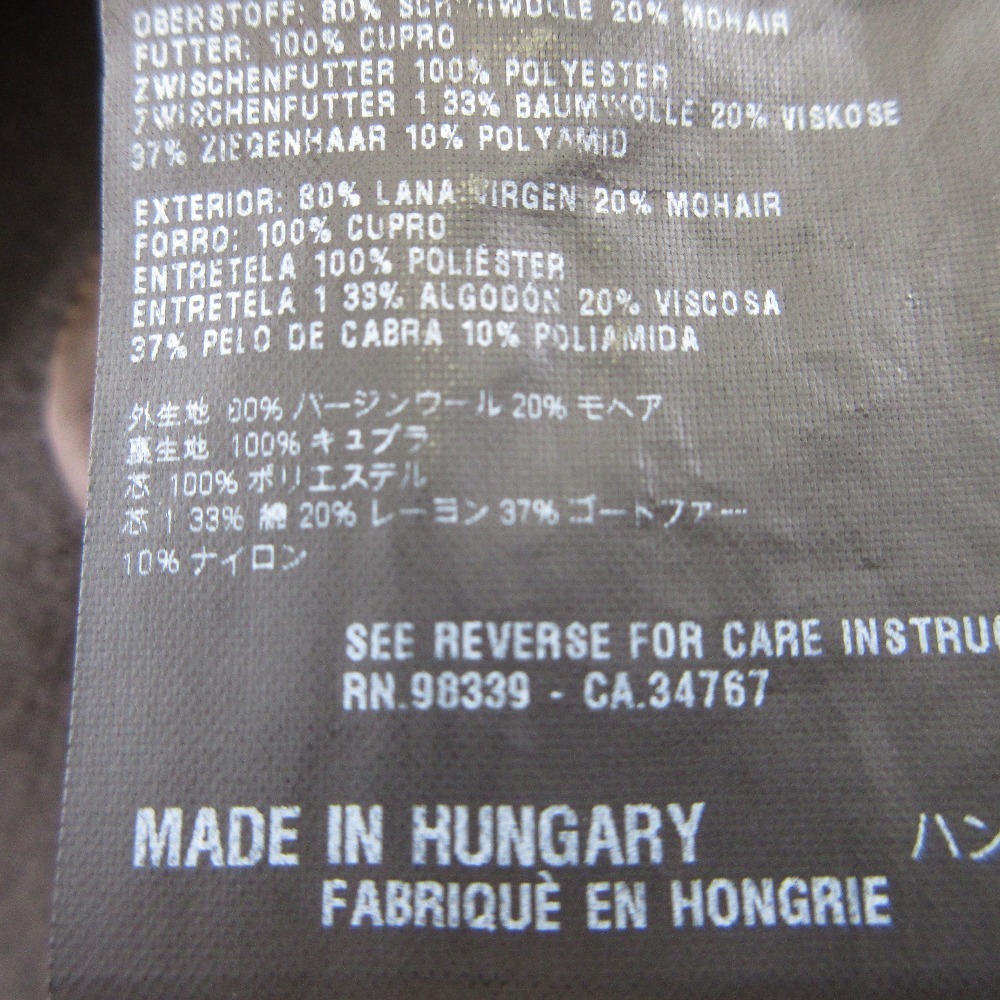 OBERSTOFF: 80% SCHURWOLLE 20% MOHAIR
FUTTER: 100% CUPRO
ZWISCHENFUTTER 100% POLYESTER
ZWISCHENFUTTER 1 33% BAUMWOLLE 20% VISKOSE
37% ZIEGENHAAR 10% POLYAMID
EXTERIOR: 80% LANA VIRGEN 20% MOHAIR
FORRO: 100% CUPRO
ENTRETELA 100% POLIÉSTER
ENTRETELA 1 33% ALGODÓN 20% VISCOSA
37% PELO DE CABRA 10% POLIAMIDA
外生地 80% バージンウール 20% モヘア
裏生地 100% キュプラ
芯 100% ポリエステル
芯 1 33% 綿 20% レーヨン 37% ゴートファー
10% ナイロン
SEE REVERSE FOR CARE INSTRUC
RN.98339 - CA.34767
MADE IN HUNGARY ハン
FABRIQUÈ EN HONGRIE